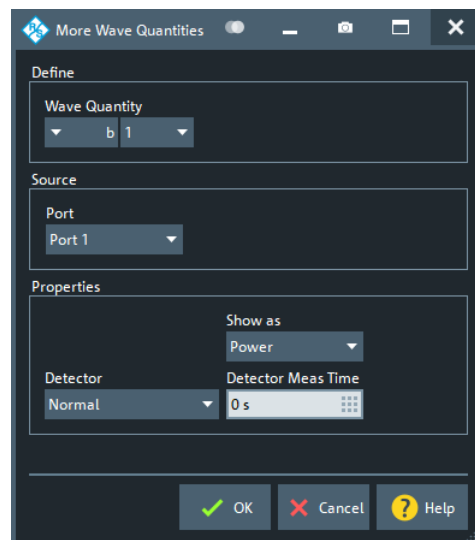 R&S More Wave Quantities
Define
Wave Quantity
b 1
Source
Port
Port 1
Properties
Show as
Power
Detector Detector Meas Time
Normal 0 s
OK Cancel ? Help